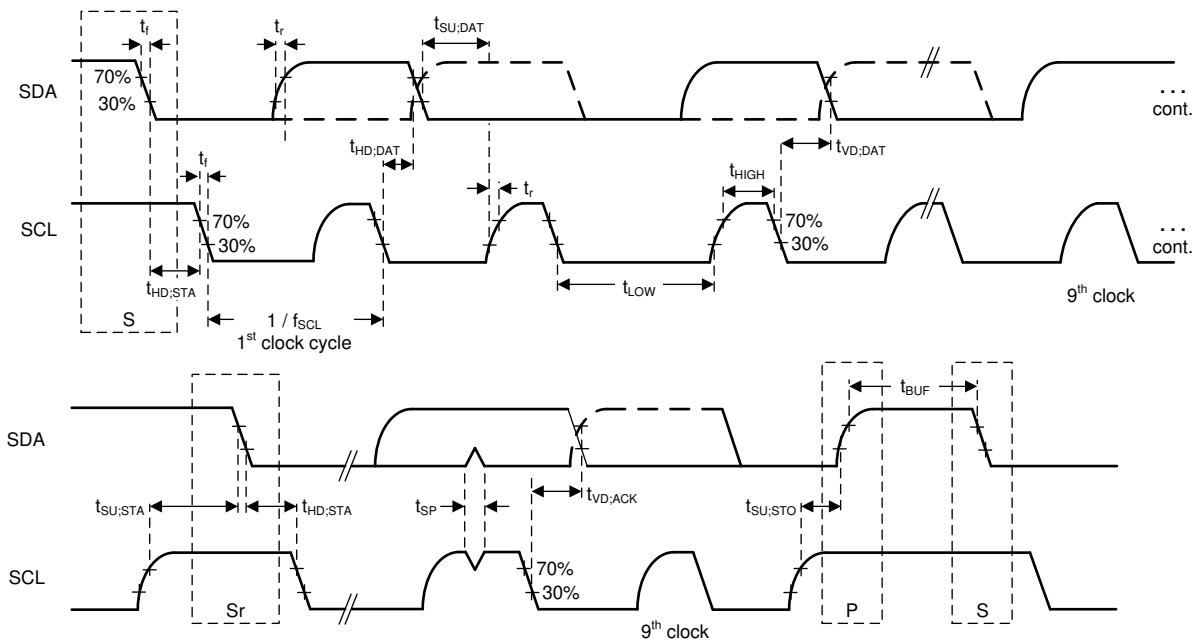 tf
tr
tSU;DAT
70%
30%
SDA
. . .
cont.
tHD;DAT
tVD;DAT
tf
tr
tHIGH
70%
30%
70%
30%
SCL
. . .
cont.
tHD;STA
tLOW
S
1 / fSCL
1st clock cycle
9th clock
tBUF
SDA
tSU;STA
tHD;STA
tSP
tVD;ACK
tSU;STO
70%
30%
SCL
Sr
P
S
9th clock